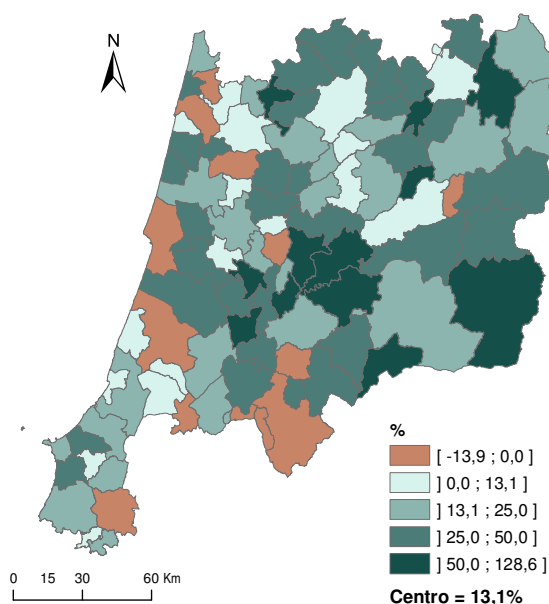 N
%
[ -13,9 ; 0,0 ]
] 0,0 ; 13,1 ]
] 13,1 ; 25,0 ]
] 25,0 ; 50,0 ]
] 50,0 ; 128,6 ]
0 15 30 60 Km
Centro = 13,1%